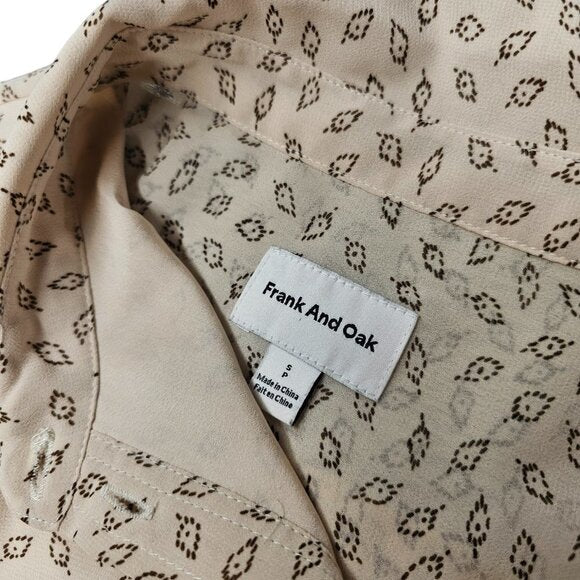 Frank And Oak
S
P
Made in China
Fait en Chine